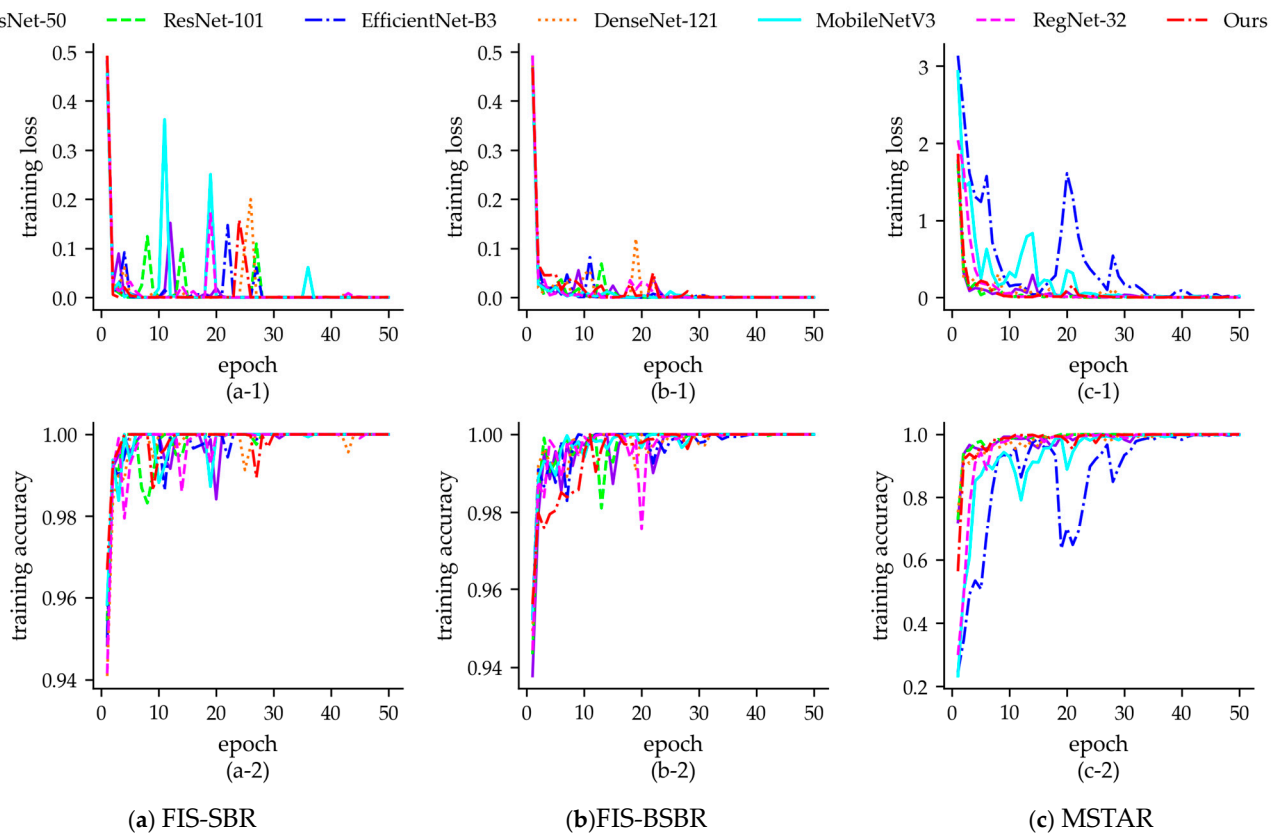 sNet-50 ResNet-101 EfficientNet-B3 DenseNet-121 MobileNetV3 RegNet-32 Ours
0.5
0.4
0.3
0.2
0.1
0.0
training loss
0 10 20 30 40 50
epoch
(a-1)
0.5
0.4
0.3
0.2
0.1
0.0
training loss
0 10 20 30 40 50
epoch
(b-1)
3
2
1
0
training loss
0 10 20 30 40 50
epoch
(c-1)
1.00
0.98
0.96
0.94
training accuracy
0 10 20 30 40 50
epoch
(a-2)
1.00
0.98
0.96
0.94
training accuracy
0 10 20 30 40 50
epoch
(b-2)
1.0
0.8
0.6
0.4
0.2
training accuracy
0 10 20 30 40 50
epoch
(c-2)
(a) FIS-SBR
(b)FIS-BSBR
(c) MSTAR